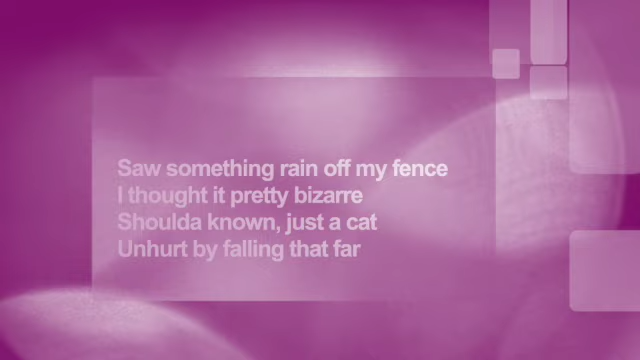 Saw something rain off my fence
I thought it pretty bizarre
Shoulda known, just a cat
Unhurt by falling that far